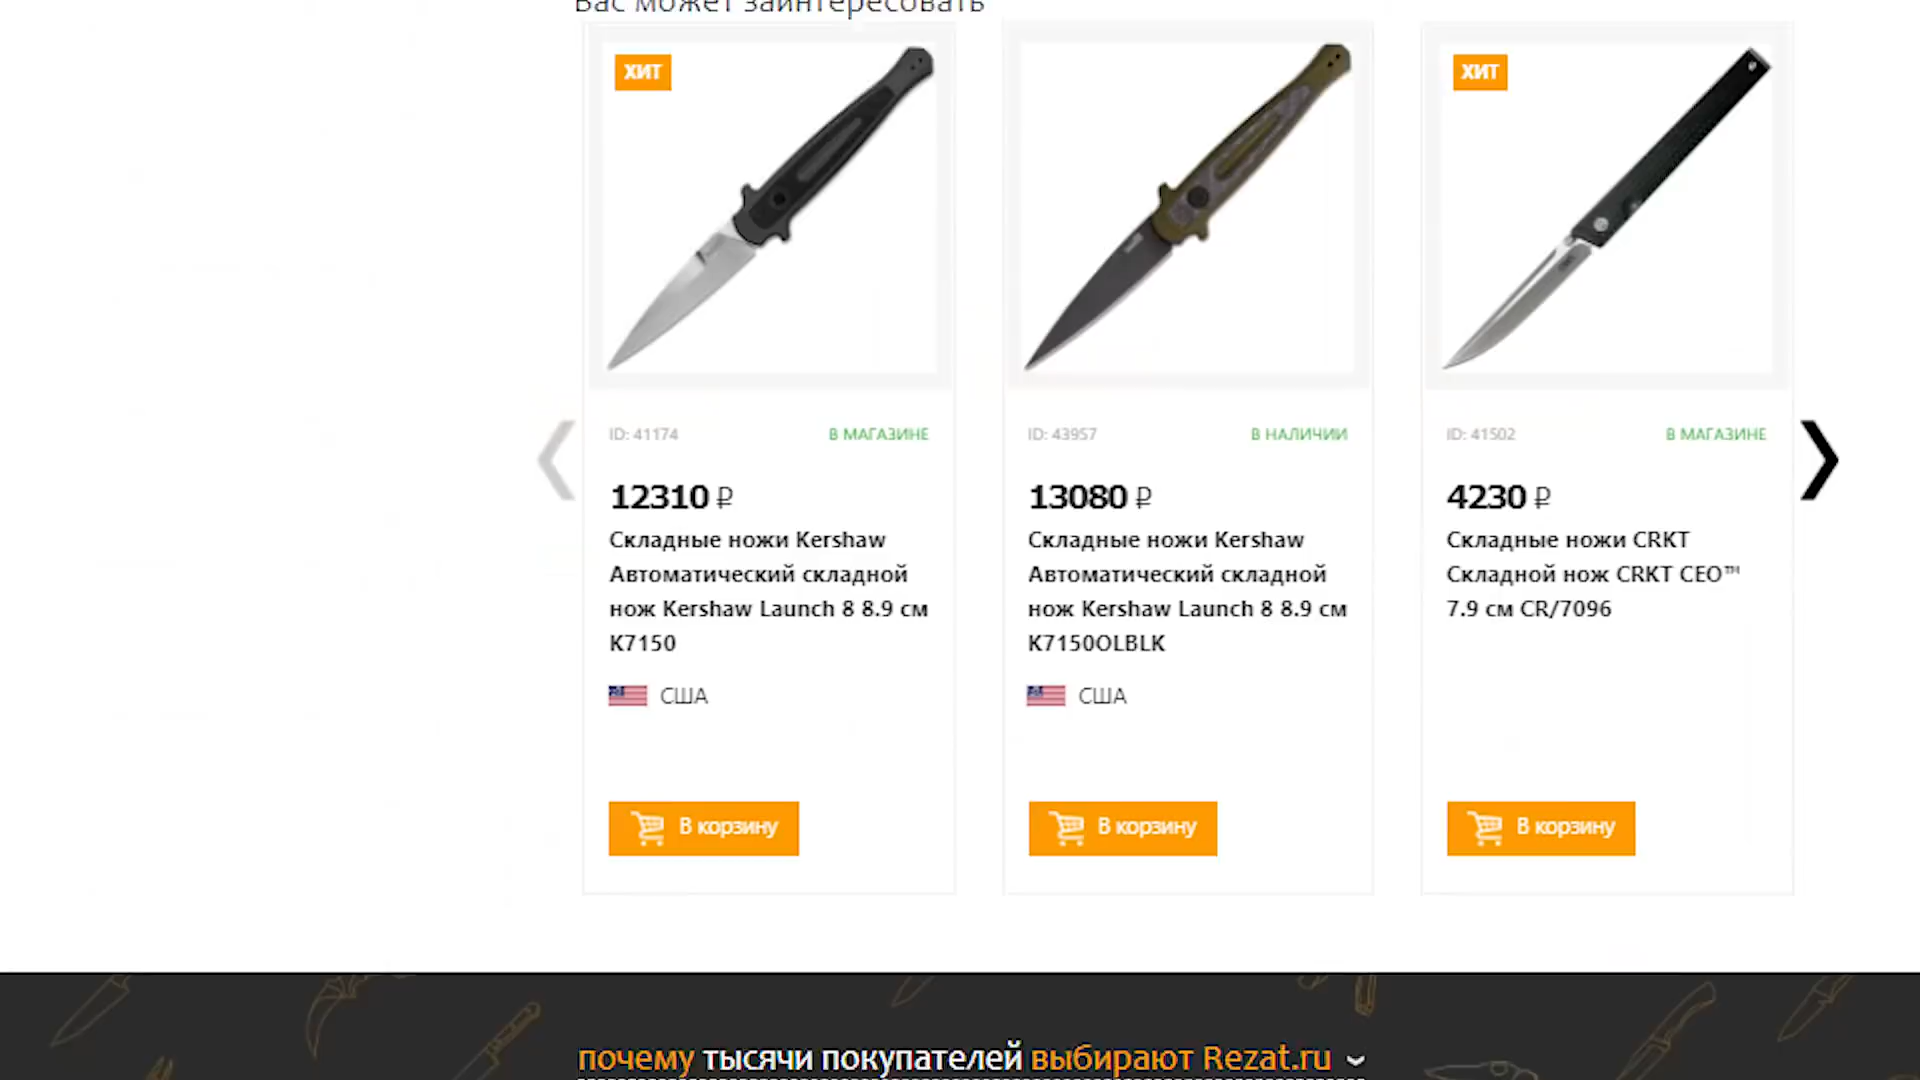 Вас может заинтересовать
ХИТ
ID: 41174
В МАГАЗИНЕ
12310 ₽
Складные ножи Kershaw
Автоматический складной
нож Kershaw Launch 8 8.9 см
K7150
США
В корзину
ID: 43957
В НАЛИЧИИ
13080 ₽
Складные ножи Kershaw
Автоматический складной
нож Kershaw Launch 8 8.9 см
K7150OLBLK
США
В корзину
ХИТ
ID: 41502
В МАГАЗИНЕ
4230 ₽
Складные ножи CRKT
Складной нож CRKT CEO™
7.9 см CR/7096
В корзину
почему тысячи покупателей выбирают Rezat.ru